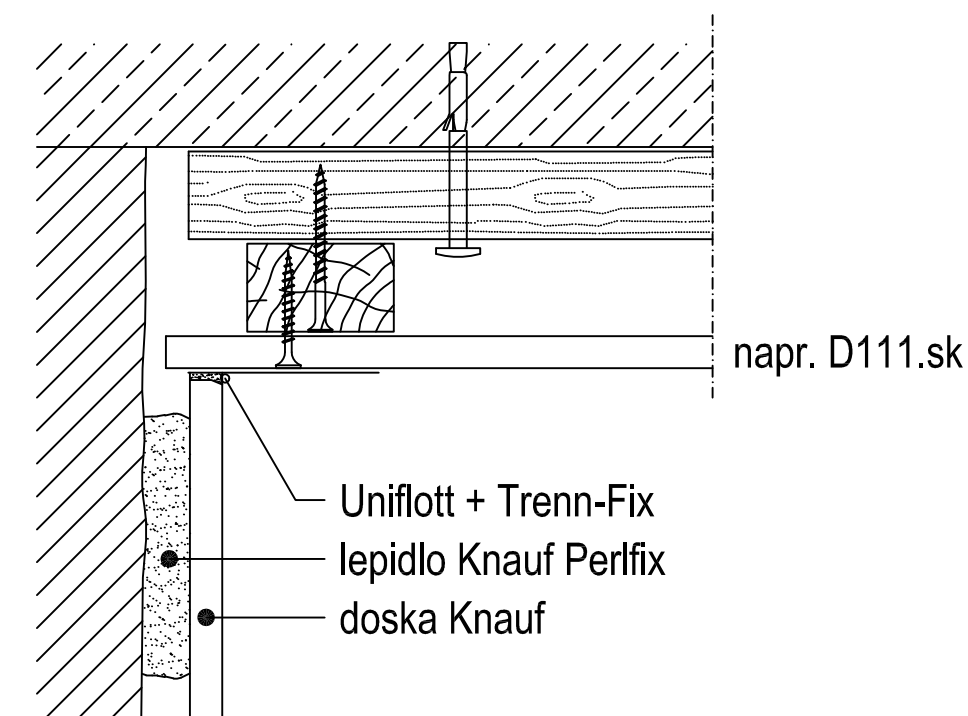 napr. D111.sk
Uniflott + Trenn-Fix
lepidlo Knauf Perlfix
doska Knauf